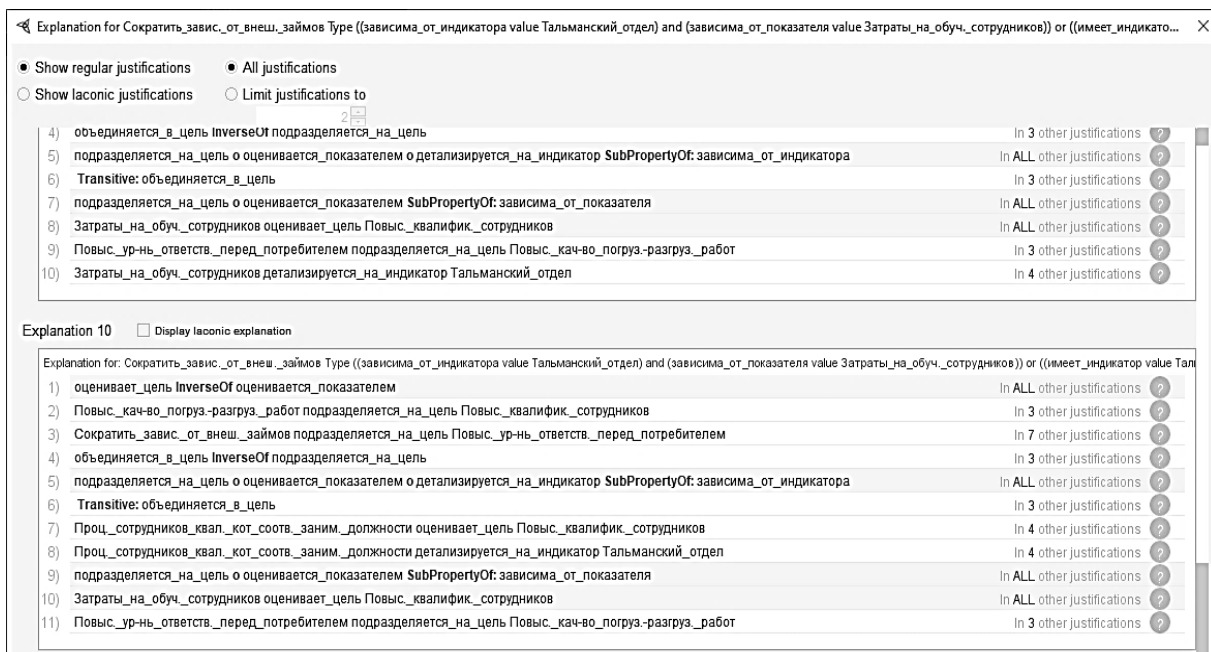 Explanation for Сократить_завис._от_внеш._займов Type ((зависима_от_индикатора value Тальманский_отдел) and (зависима_от_показателя value Затраты_на_обуч._сотрудников)) or ((имеет_индикато...
Show regular justifications All justifications
Show laconic justifications Limit justifications to
2
4) объединяется_в_цель InverseOf подразделяется_на_цель In 3 other justifications ?
5) подразделяется_на_цель o оценивается_показателем o детализируется_на_индикатор SubPropertyOf: зависима_от_индикатора In ALL other justifications ?
6) Transitive: объединяется_в_цель In 3 other justifications ?
7) подразделяется_на_цель o оценивается_показателем SubPropertyOf: зависима_от_показателя In ALL other justifications ?
8) Затраты_на_обуч._сотрудников оценивает_цель Повыс._квалифик._сотрудников In ALL other justifications ?
9) Повыс._ур-нь_ответств._перед_потребителем подразделяется_на_цель Повыс._кач-во_погруз.-разгруз._работ In 3 other justifications ?
10) Затраты_на_обуч._сотрудников детализируется_на_индикатор Тальманский_отдел In 4 other justifications ?
Explanation 10 Display laconic explanation
Explanation for: Сократить_завис._от_внеш._займов Type ((зависима_от_индикатора value Тальманский_отдел) and (зависима_от_показателя value Затраты_на_обуч._сотрудников)) or ((имеет_индикатор value Тал
1) оценивает_цель InverseOf оценивается_показателем In ALL other justifications ?
2) Повыс._кач-во_погруз.-разгруз._работ подразделяется_на_цель Повыс._квалифик._сотрудников In 3 other justifications ?
3) Сократить_завис._от_внеш._займов подразделяется_на_цель Повыс._ур-нь_ответств._перед_потребителем In 7 other justifications ?
4) объединяется_в_цель InverseOf подразделяется_на_цель In 3 other justifications ?
5) подразделяется_на_цель o оценивается_показателем o детализируется_на_индикатор SubPropertyOf: зависима_от_индикатора In ALL other justifications ?
6) Transitive: объединяется_в_цель In 3 other justifications ?
7) Проц._сотрудников_квал._кот_соотв._заним._должности оценивает_цель Повыс._квалифик._сотрудников In 4 other justifications ?
8) Проц._сотрудников_квал._кот_соотв._заним._должности детализируется_на_индикатор Тальманский_отдел In 4 other justifications ?
9) подразделяется_на_цель o оценивается_показателем SubPropertyOf: зависима_от_показателя In ALL other justifications ?
10) Затраты_на_обуч._сотрудников оценивает_цель Повыс._квалифик._сотрудников In ALL other justifications ?
11) Повыс._ур-нь_ответств._перед_потребителем подразделяется_на_цель Повыс._кач-во_погруз.-разгруз._работ In 3 other justifications ?